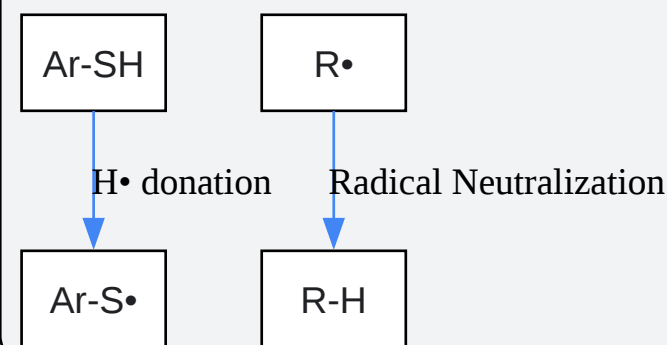 Ar-SH R•
H• donation Radical Neutralization
Ar-S• R-H